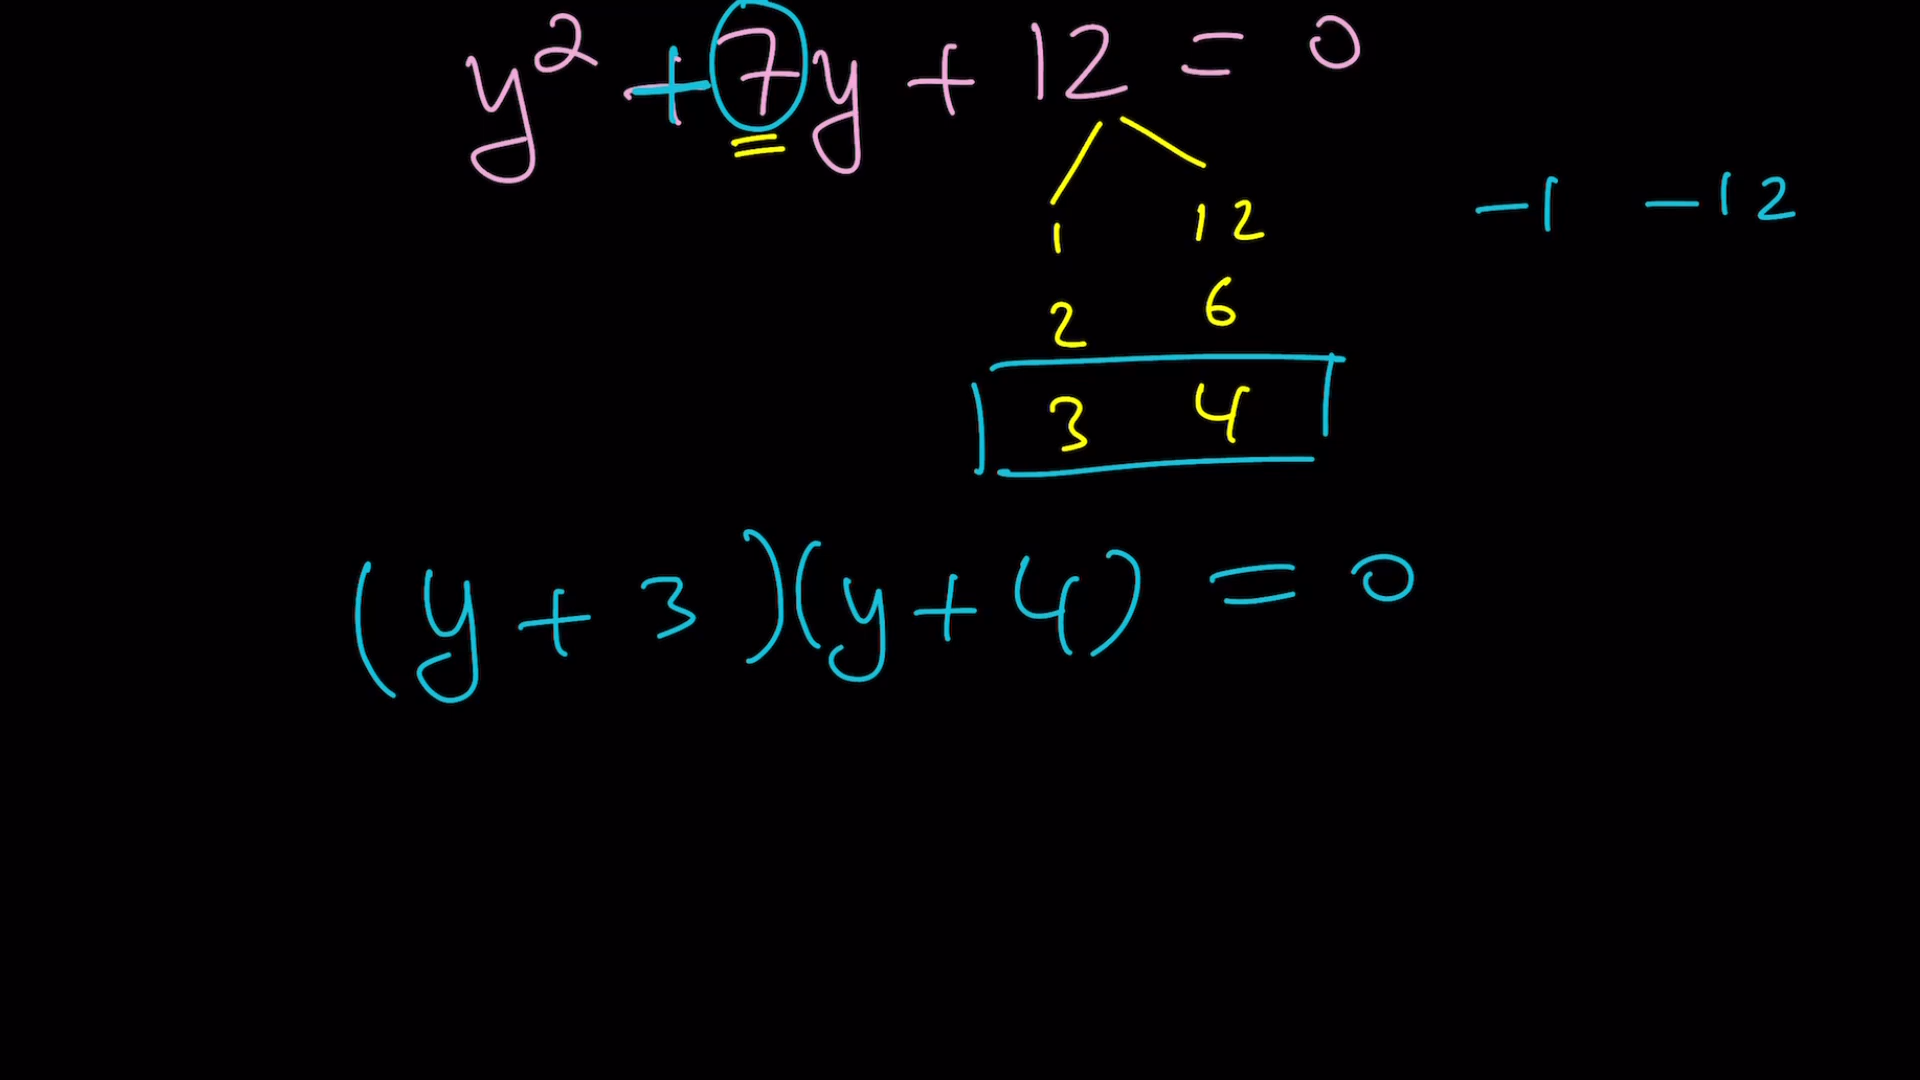 y² + 7y + 12 = 0
1 12
-1 -12
2 6
3 4
(y + 3)(y + 4) = 0